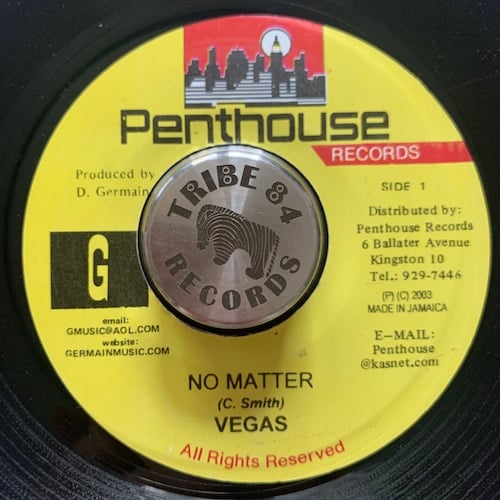 Penthouse
RECORDS
Produced by
D. Germain
SIDE 1
Distributed by:
Penthouse Records
6 Ballater Avenue
Kingston 10
Tel.: 929-7446
(P) (C) 2003
MADE IN JAMAICA
E-MAIL:
Penthouse
@kasnet.com
G
email:
GMUSIC@AOL.COM
website:
GERMAINMUSIC.COM
TRIBE 84
RECORDS
NO MATTER
(C. Smith)
VEGAS
All Rights Reserved